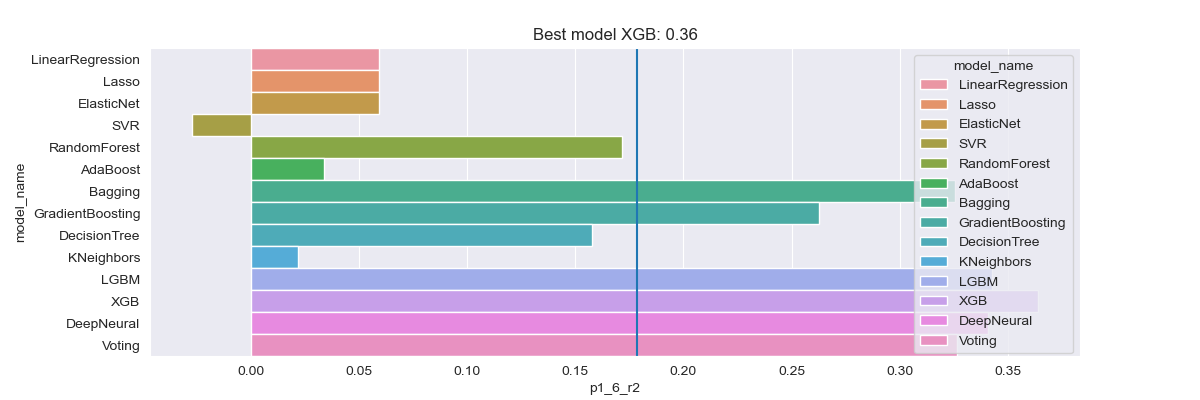 Best model XGB: 0.36
model_name
LinearRegression
Lasso
ElasticNet
SVR
RandomForest
AdaBoost
Bagging
GradientBoosting
DecisionTree
KNeighbors
LGBM
XGB
DeepNeural
Voting
model_name
LinearRegression
Lasso
ElasticNet
SVR
RandomForest
AdaBoost
Bagging
GradientBoosting
DecisionTree
KNeighbors
LGBM
XGB
DeepNeural
Voting
0.00 0.05 0.10 0.15 0.20 0.25 0.30 0.35
p1_6_r2